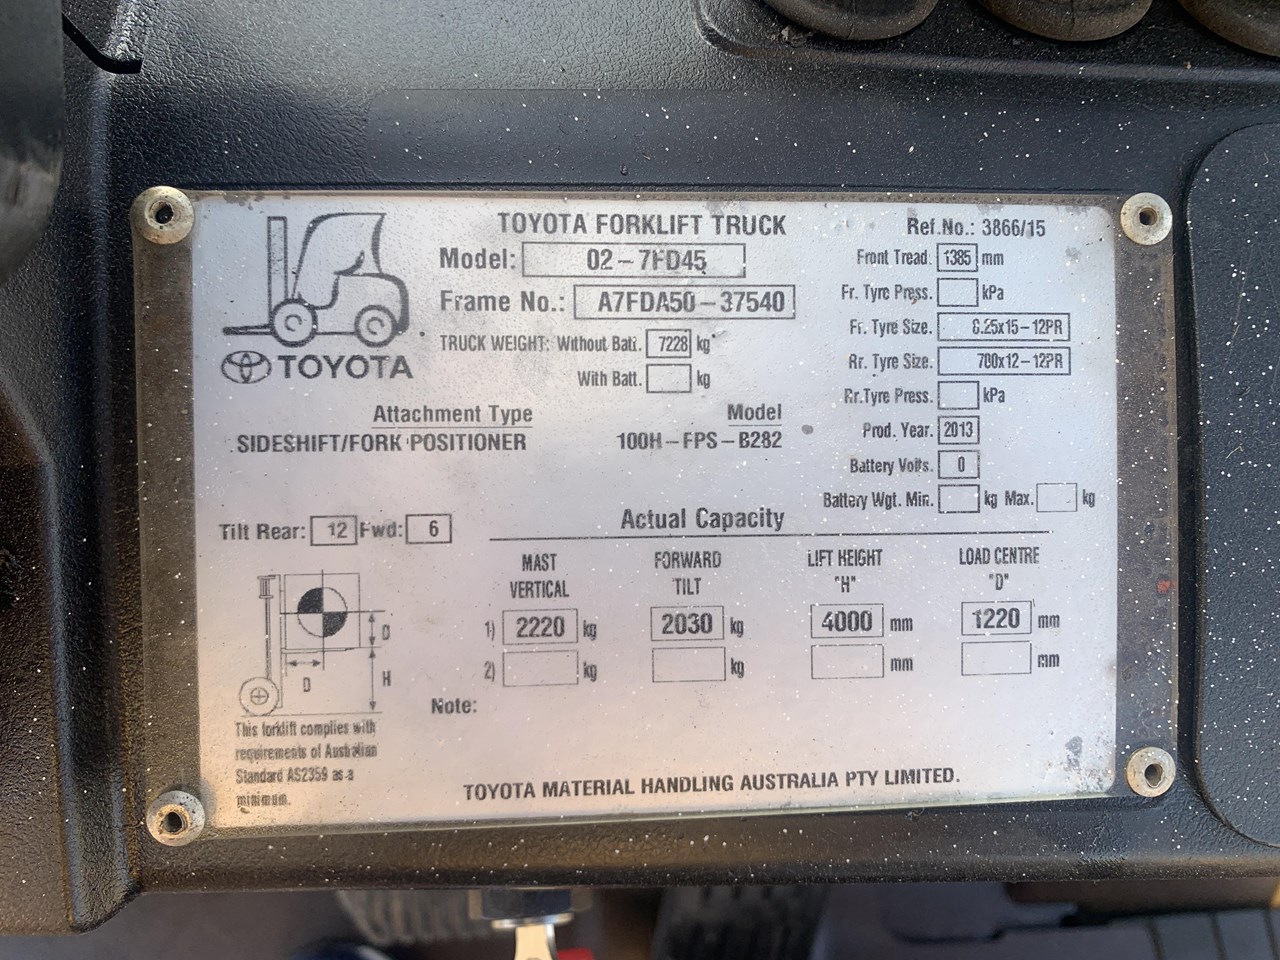 TOYOTA FORKLIFT TRUCK
Ref.No.: 3866/15
Model: 02-7FD45
Frame No.: A7FDA50-37540
TRUCK WEIGHT: Without Batt. 7228 kg
With Batt. kg
TOYOTA
Front Tread. 1385 mm
Fr. Tyre Press. kPa
Fr. Tyre Size. 8.25x15-12PR
Rr. Tyre Size. 700x12-12PR
Rr.Tyre Press. kPa
Prod. Year. 2013
Battery Volts. 0
Battery Wgt. Min. kg Max. kg
Attachment Type Model
SIDESHIFT/FORK POSITIONER 100H-FPS-B282
Tilt Rear: 12 Fwd: 6
Actual Capacity
MAST VERTICAL FORWARD TILT LIFT HEIGHT "H" LOAD CENTRE "D"
1) 2220 kg 2030 kg 4000 mm 1220 mm
2) kg kg mm mm
D
D
H
Note:
This forklift complies with
requirements of Australian
Standard AS2359 as a
minimum.
TOYOTA MATERIAL HANDLING AUSTRALIA PTY LIMITED.